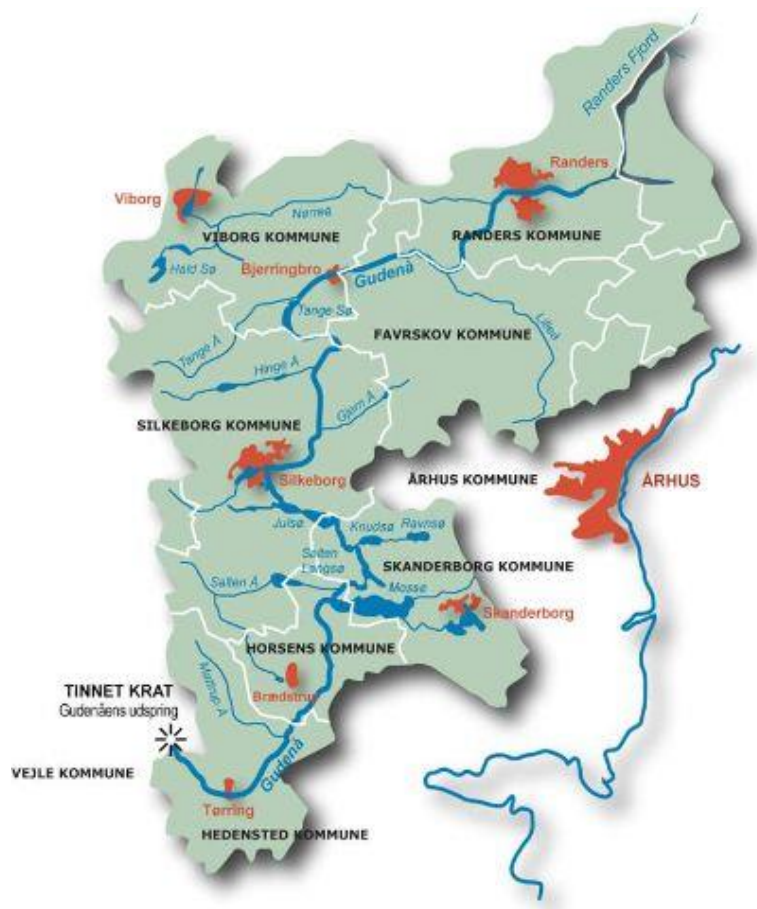 Randers Fjord
Randers
Viborg
Nørreå
VIBORG KOMMUNE
RANDERS KOMMUNE
Hald Sø
Bjerringbro
Gudenå
Tange Sø
Lilleå
FAVRSKOV KOMMUNE
Tange Å
Hinge Å
Gjern Å
SILKEBORG KOMMUNE
Silkeborg
ÅRHUS KOMMUNE
ÅRHUS
Julsø
Knudsø
Ravnsø
Salten
Langsø
SKANDERBORG KOMMUNE
Salten Å
Mossø
Skanderborg
HORSENS KOMMUNE
Mattrup Å
Brædstrup
TINNET KRAT
Gudenåens udspring
Gudenå
VEJLE KOMMUNE
Tørring
HEDENSTED KOMMUNE